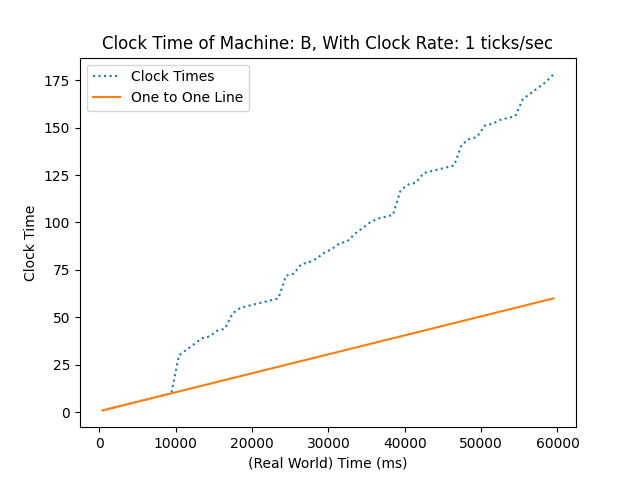 Clock Time of Machine: B, With Clock Rate: 1 ticks/sec
Clock Times
One to One Line
175
150
125
100
75
50
25
0
Clock Time
0 10000 20000 30000 40000 50000 60000
(Real World) Time (ms)